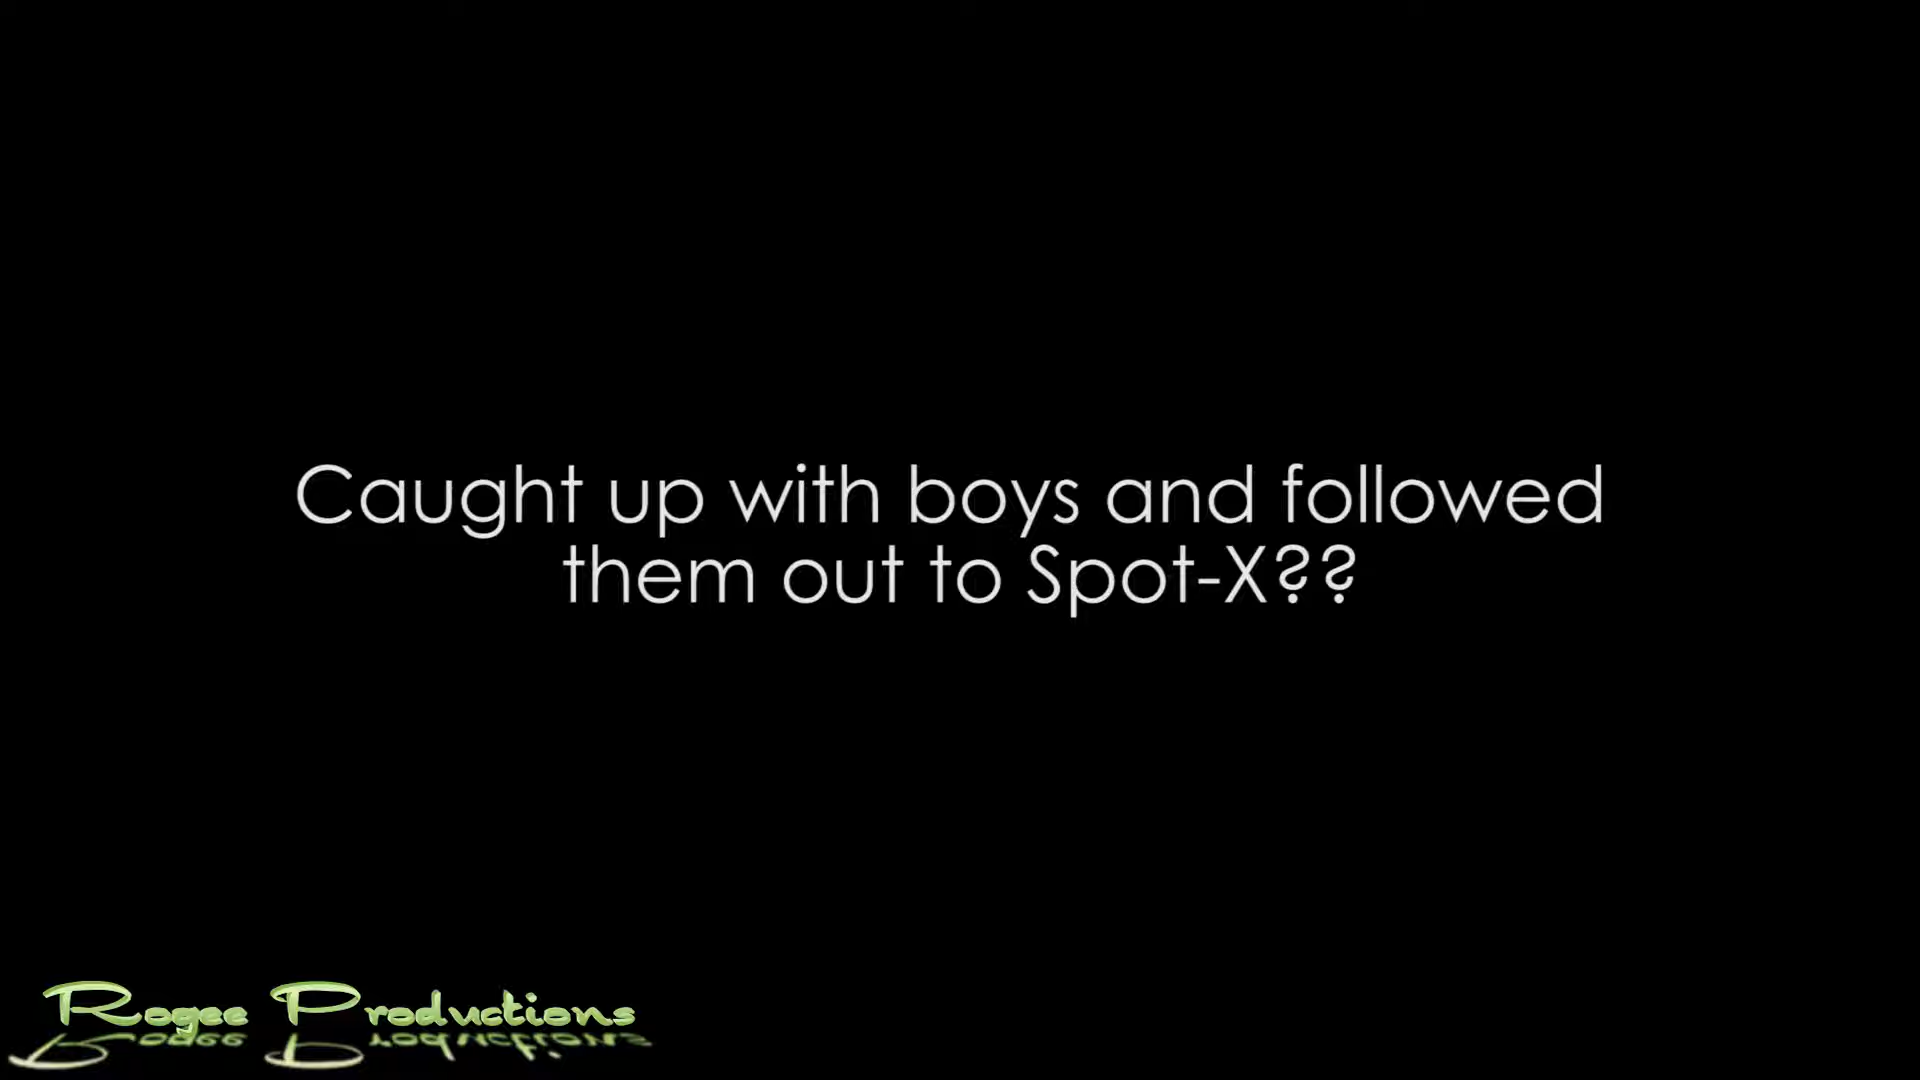 Caught up with boys and followed
them out to Spot-X??
Rogee Productions